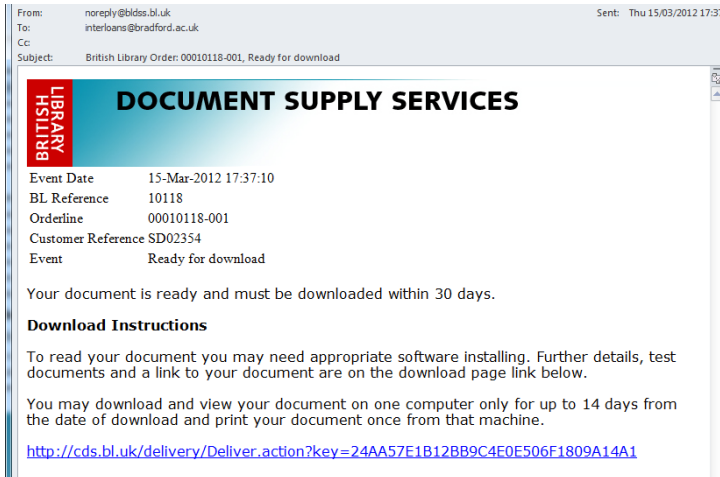 From: noreply@bldss.bl.uk Sent: Thu 15/03/2012 17:37
To: interloans@bradford.ac.uk
Cc:
Subject: British Library Order: 00010118-001, Ready for download
BRITISH LIBRARY
DOCUMENT SUPPLY SERVICES
Event Date 15-Mar-2012 17:37:10
BL Reference 10118
Orderline 00010118-001
Customer Reference SD02354
Event Ready for download
Your document is ready and must be downloaded within 30 days.
Download Instructions
To read your document you may need appropriate software installing. Further details, test
documents and a link to your document are on the download page link below.
You may download and view your document on one computer only for up to 14 days from
the date of download and print your document once from that machine.
http://cds.bl.uk/delivery/Deliver.action?key=24AA57E1B12BB9C4E0E506F1809A14A1